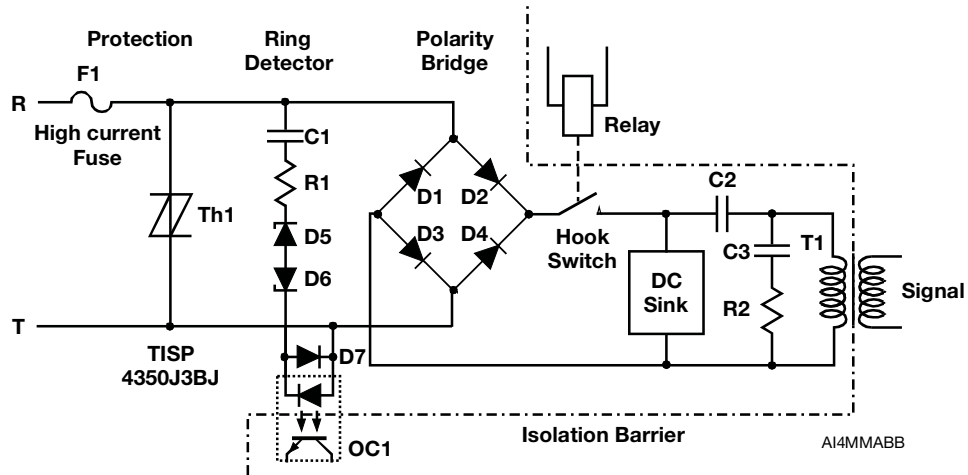 Protection
Ring
Detector
Polarity
Bridge
F1
R
High current
Fuse
C1
Relay
R1
D1
D2
C2
Th1
D5
D3
D4
Hook
Switch
C3
T1
D6
DC
Sink
R2
Signal
T
TISP
4350J3BJ
D7
OC1
Isolation Barrier
AI4MMABB